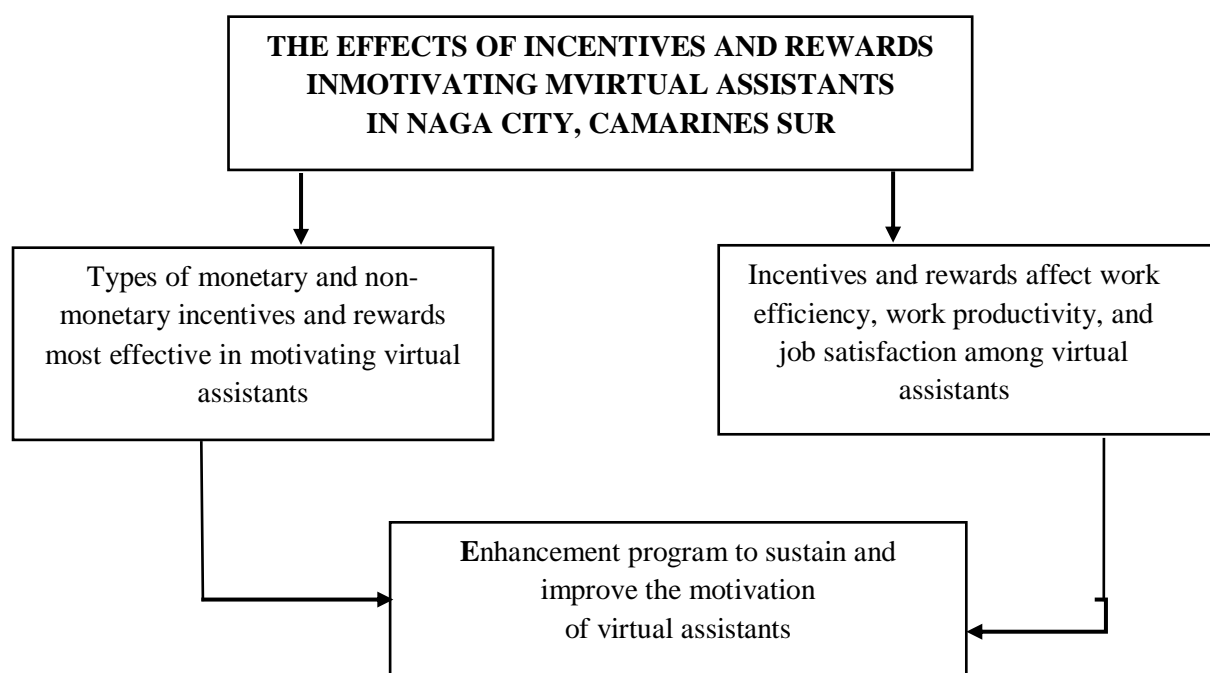 THE EFFECTS OF INCENTIVES AND REWARDS
INMOTIVATING MVIRTUAL ASSISTANTS
IN NAGA CITY, CAMARINES SUR
Types of monetary and non-
monetary incentives and rewards
most effective in motivating virtual
assistants
Incentives and rewards affect work
efficiency, work productivity, and
job satisfaction among virtual
assistants
Enhancement program to sustain and
improve the motivation
of virtual assistants